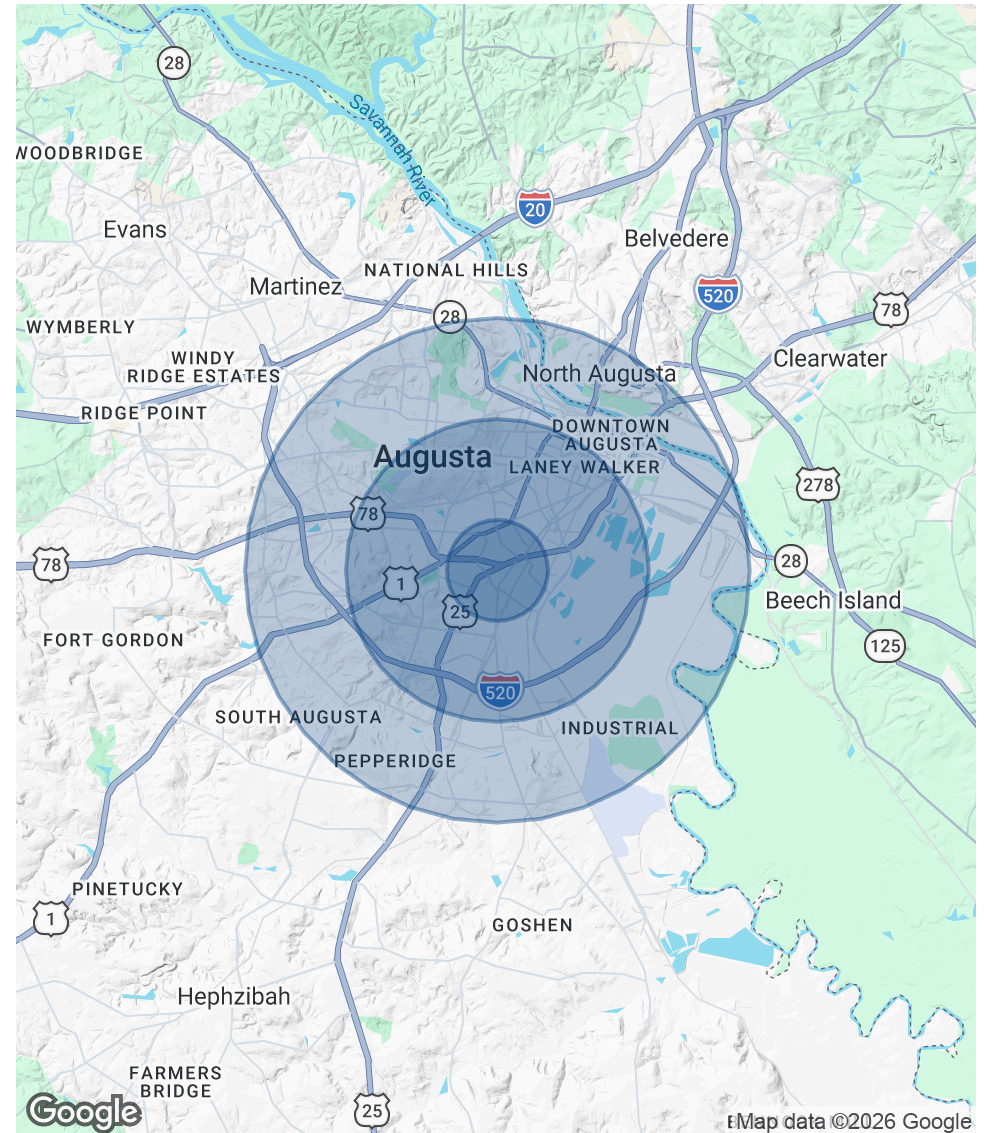 28
Savannah River
WOODBRIDGE
20
Evans
Belvedere
NATIONAL HILLS
Martinez
520
78
28
WYMBERLY
WINDY
RIDGE ESTATES
Clearwater
North Augusta
RIDGE POINT
DOWNTOWN
AUGUSTA
Augusta
LANEY WALKER
278
78
78
28
1
Beech Island
25
FORT GORDON
125
520
SOUTH AUGUSTA
INDUSTRIAL
PEPPERIDGE
PINETUCKY
1
GOSHEN
Hephzibah
FARMERS
BRIDGE
Google
25
Map data ©2026 Google